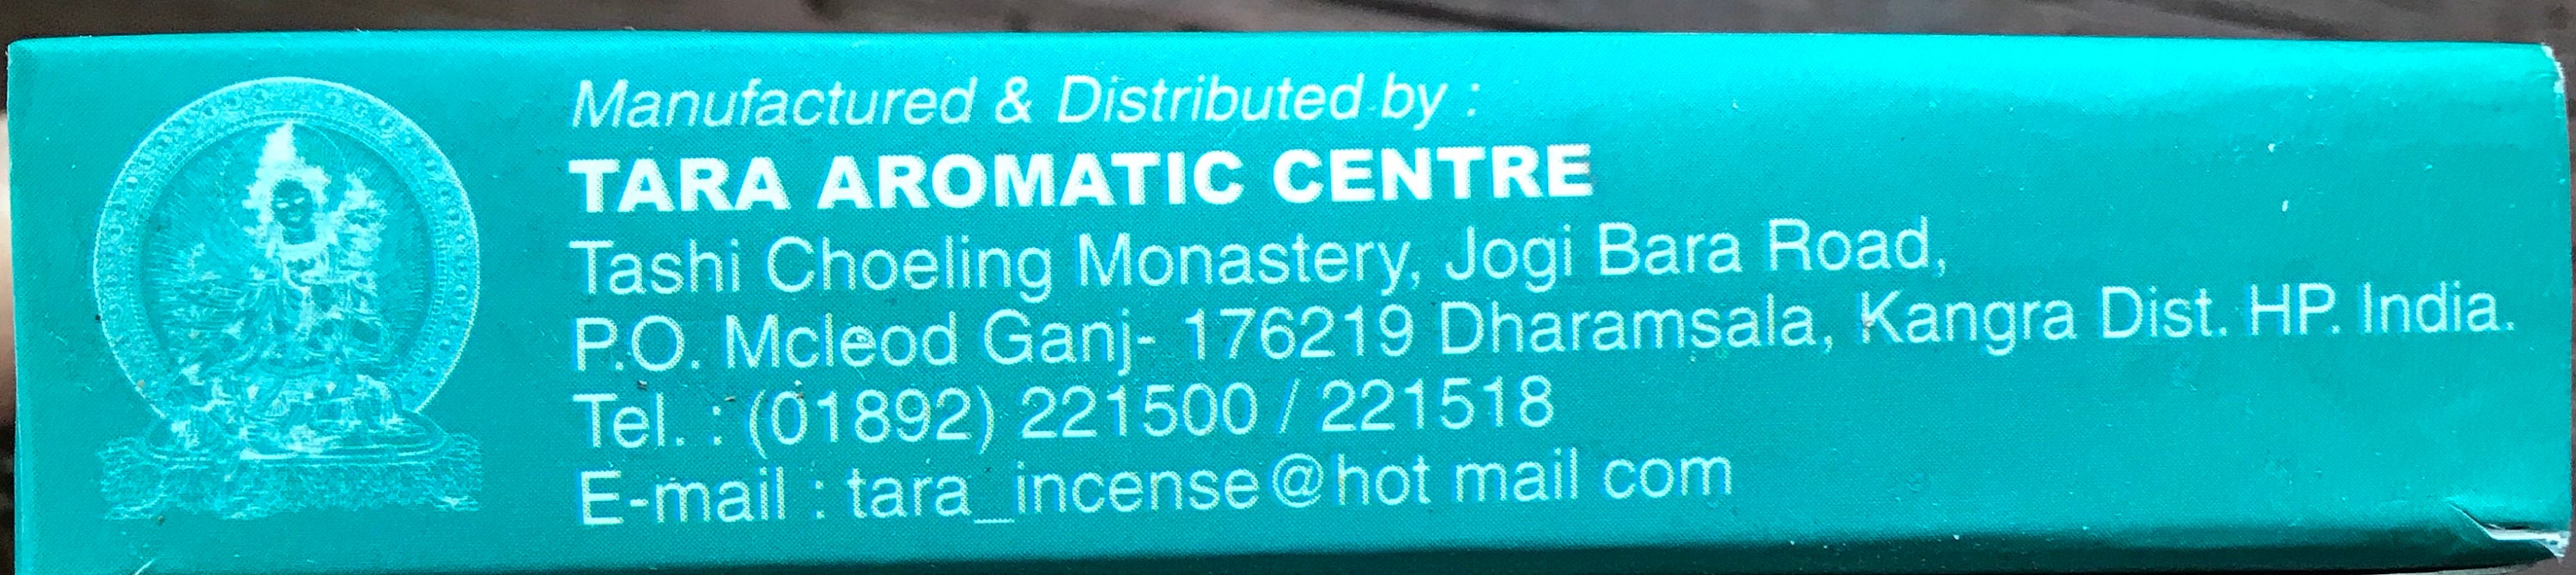 Manufactured & Distributed by :
TARA AROMATIC CENTRE
Tashi Choeling Monastery, Jogi Bara Road,
P.O. Mcleod Ganj- 176219 Dharamsala, Kangra Dist. HP. India.
Tel. : (01892) 221500 / 221518
E-mail : tara_incense@hot mail com